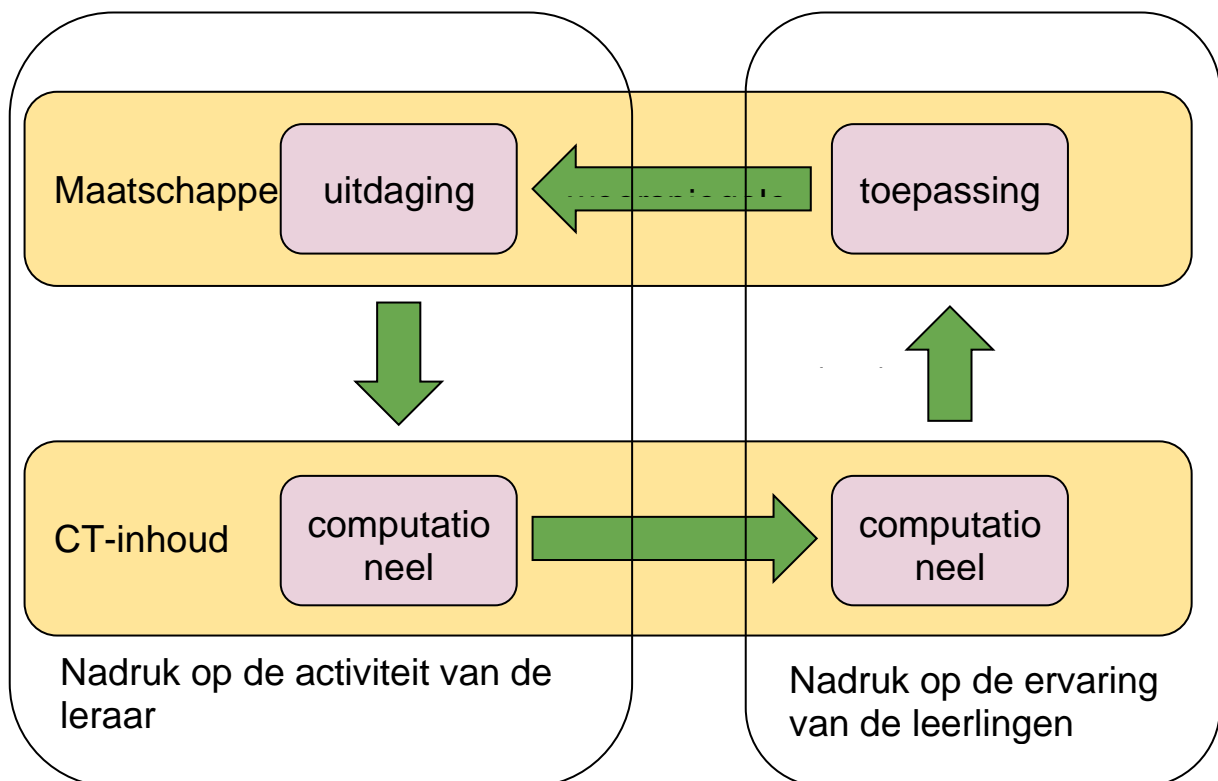 Maatschappe
uitdaging
toepassing
CT-inhoud
computatio
neel
computatio
neel
Nadruk op de activiteit van de
leraar
Nadruk op de ervaring
van de leerlingen